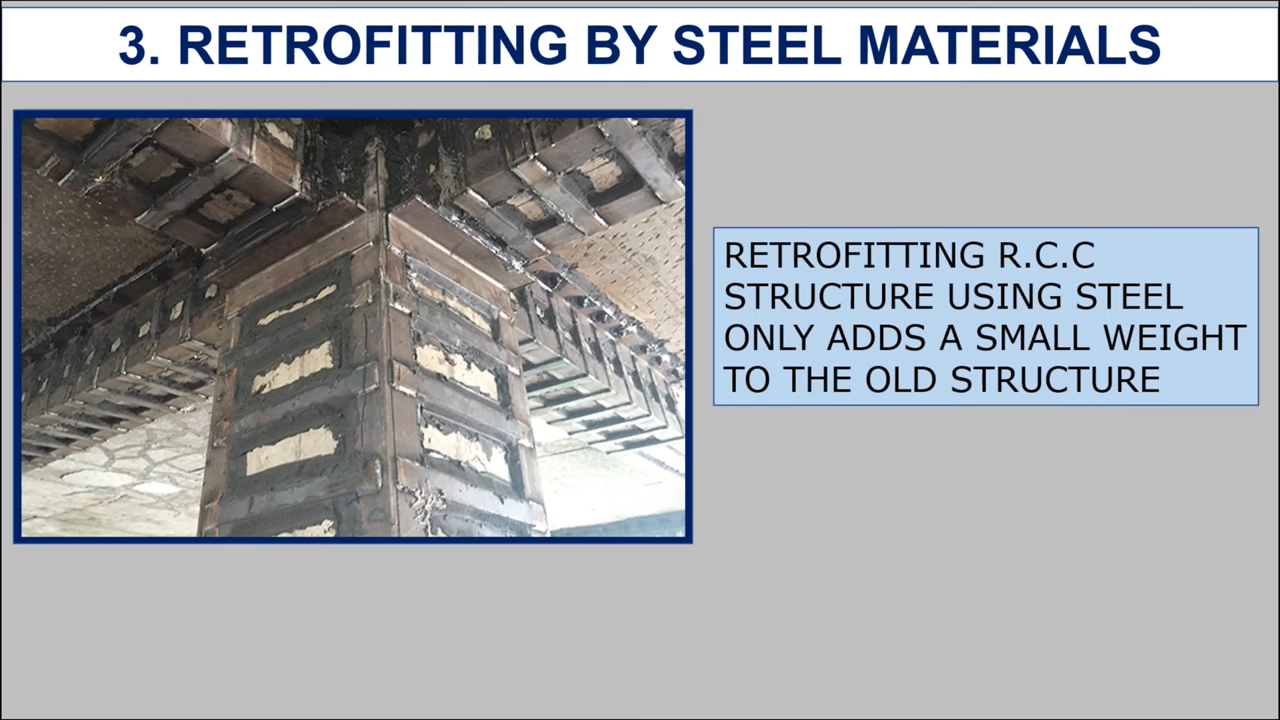 3. RETROFITTING BY STEEL MATERIALS
RETROFITTING R.C.C
STRUCTURE USING STEEL
ONLY ADDS A SMALL WEIGHT
TO THE OLD STRUCTURE